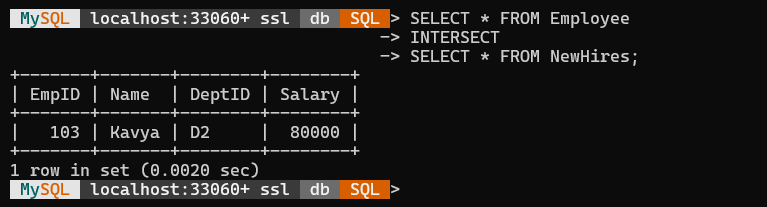 MySQL localhost:33060+ ssl db SQL > SELECT * FROM Employee
-> INTERSECT
-> SELECT * FROM NewHires;
+-------+-------+--------+--------+
| EmpID | Name  | DeptID | Salary |
+-------+-------+--------+--------+
|   103 | Kavya | D2     |  80000 |
+-------+-------+--------+--------+
1 row in set (0.0020 sec)
MySQL localhost:33060+ ssl db SQL >